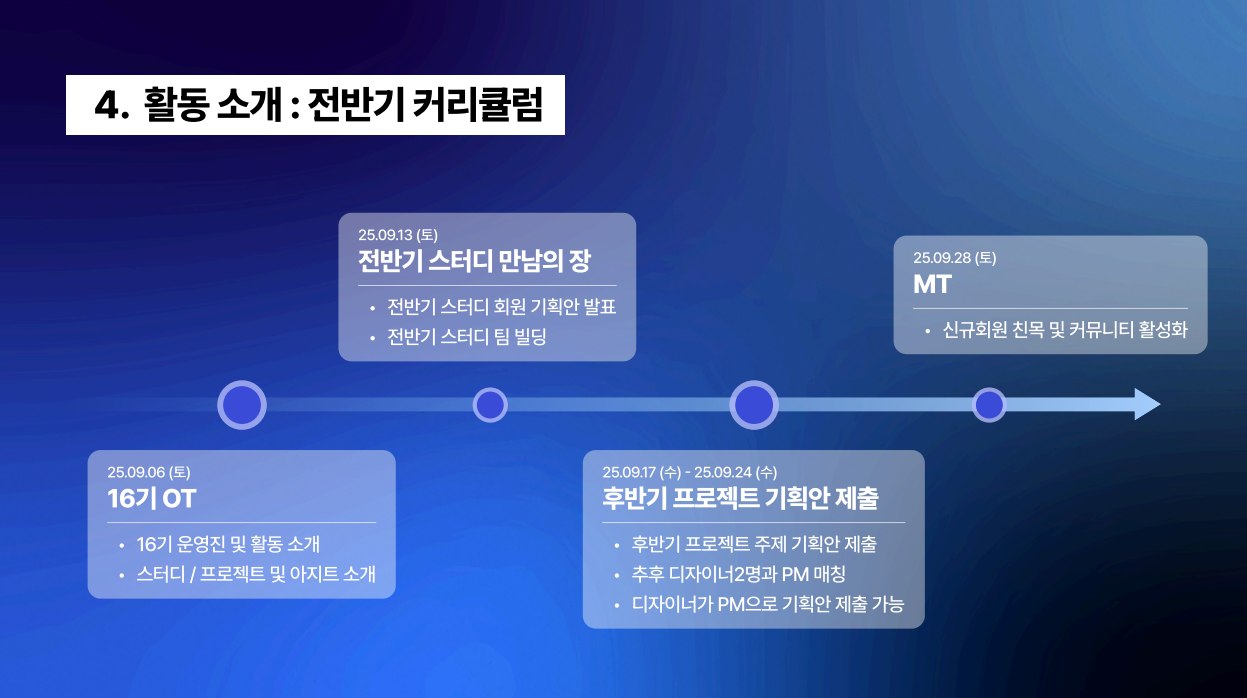 4. 활동 소개 : 전반기 커리큘럼
25.09.13 (토)
전반기 스터디 만남의 장
• 전반기 스터디 회원 기획안 발표
• 전반기 스터디 팀 빌딩
25.09.28 (토)
MT
• 신규회원 친목 및 커뮤니티 활성화
25.09.06 (토)
16기 OT
• 16기 운영진 및 활동 소개
• 스터디 / 프로젝트 및 아지트 소개
25.09.17 (수) - 25.09.24 (수)
후반기 프로젝트 기획안 제출
• 후반기 프로젝트 주제 기획안 제출
• 추후 디자이너2명과 PM 매칭
• 디자이너가 PM으로 기획안 제출 가능